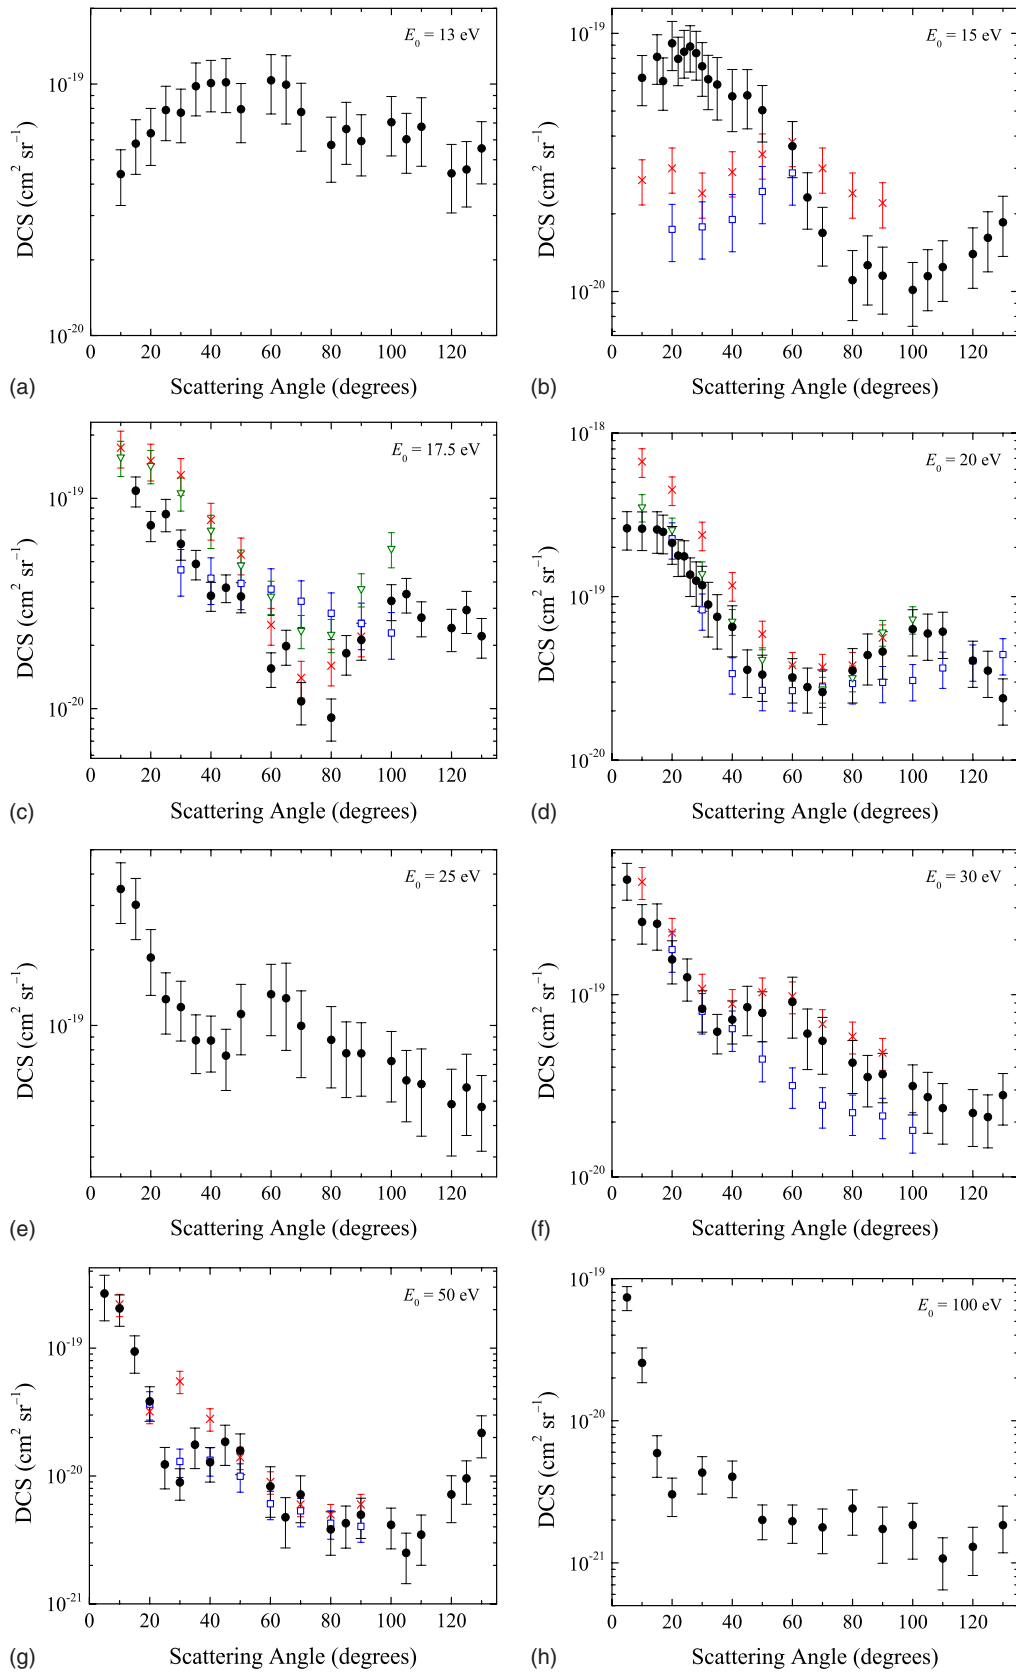 10⁻¹⁹
10⁻²⁰
DCS (cm² sr⁻¹)
E₀ = 13 eV
0 20 40 60 80 100 120
Scattering Angle (degrees)
(a)
10⁻¹⁹
10⁻²⁰
DCS (cm² sr⁻¹)
E₀ = 15 eV
0 20 40 60 80 100 120
Scattering Angle (degrees)
(b)
10⁻¹⁹
10⁻²⁰
DCS (cm² sr⁻¹)
E₀ = 17.5 eV
0 20 40 60 80 100 120
Scattering Angle (degrees)
(c)
10⁻¹⁸
10⁻¹⁹
10⁻²⁰
DCS (cm² sr⁻¹)
E₀ = 20 eV
0 20 40 60 80 100 120
Scattering Angle (degrees)
(d)
10⁻¹⁹
DCS (cm² sr⁻¹)
E₀ = 25 eV
0 20 40 60 80 100 120
Scattering Angle (degrees)
(e)
10⁻¹⁹
10⁻²⁰
DCS (cm² sr⁻¹)
E₀ = 30 eV
0 20 40 60 80 100 120
Scattering Angle (degrees)
(f)
10⁻¹⁹
10⁻²⁰
10⁻²¹
DCS (cm² sr⁻¹)
E₀ = 50 eV
0 20 40 60 80 100 120
Scattering Angle (degrees)
(g)
10⁻¹⁹
10⁻²⁰
10⁻²¹
DCS (cm² sr⁻¹)
E₀ = 100 eV
0 20 40 60 80 100 120
Scattering Angle (degrees)
(h)